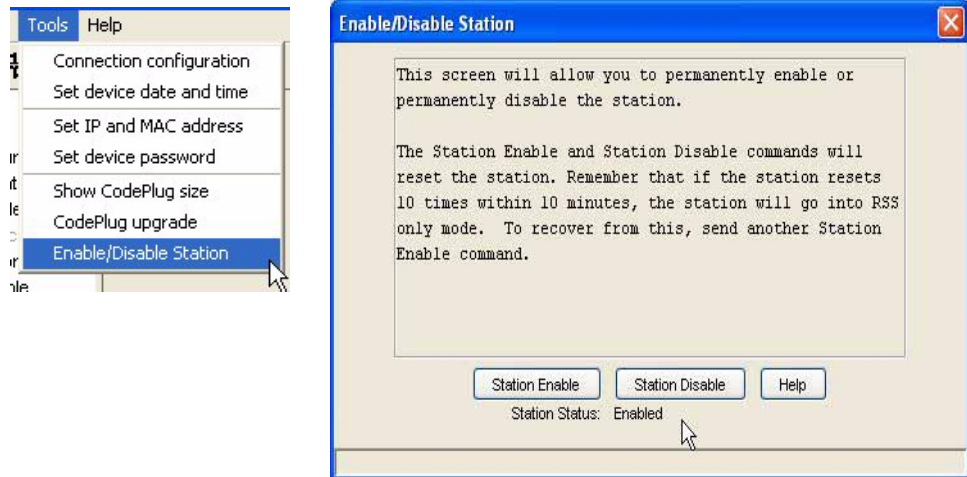 Tools Help
Connection configuration
Set device date and time
Set IP and MAC address
Set device password
Show CodePlug size
CodePlug upgrade
Enable/Disable Station
Enable/Disable Station
This screen will allow you to permanently enable or
permanently disable the station.
The Station Enable and Station Disable commands will
reset the station. Remember that if the station resets
10 times within 10 minutes, the station will go into RSS
only mode. To recover from this, send another Station
Enable command.
Station Enable Station Disable Help
Station Status: Enabled